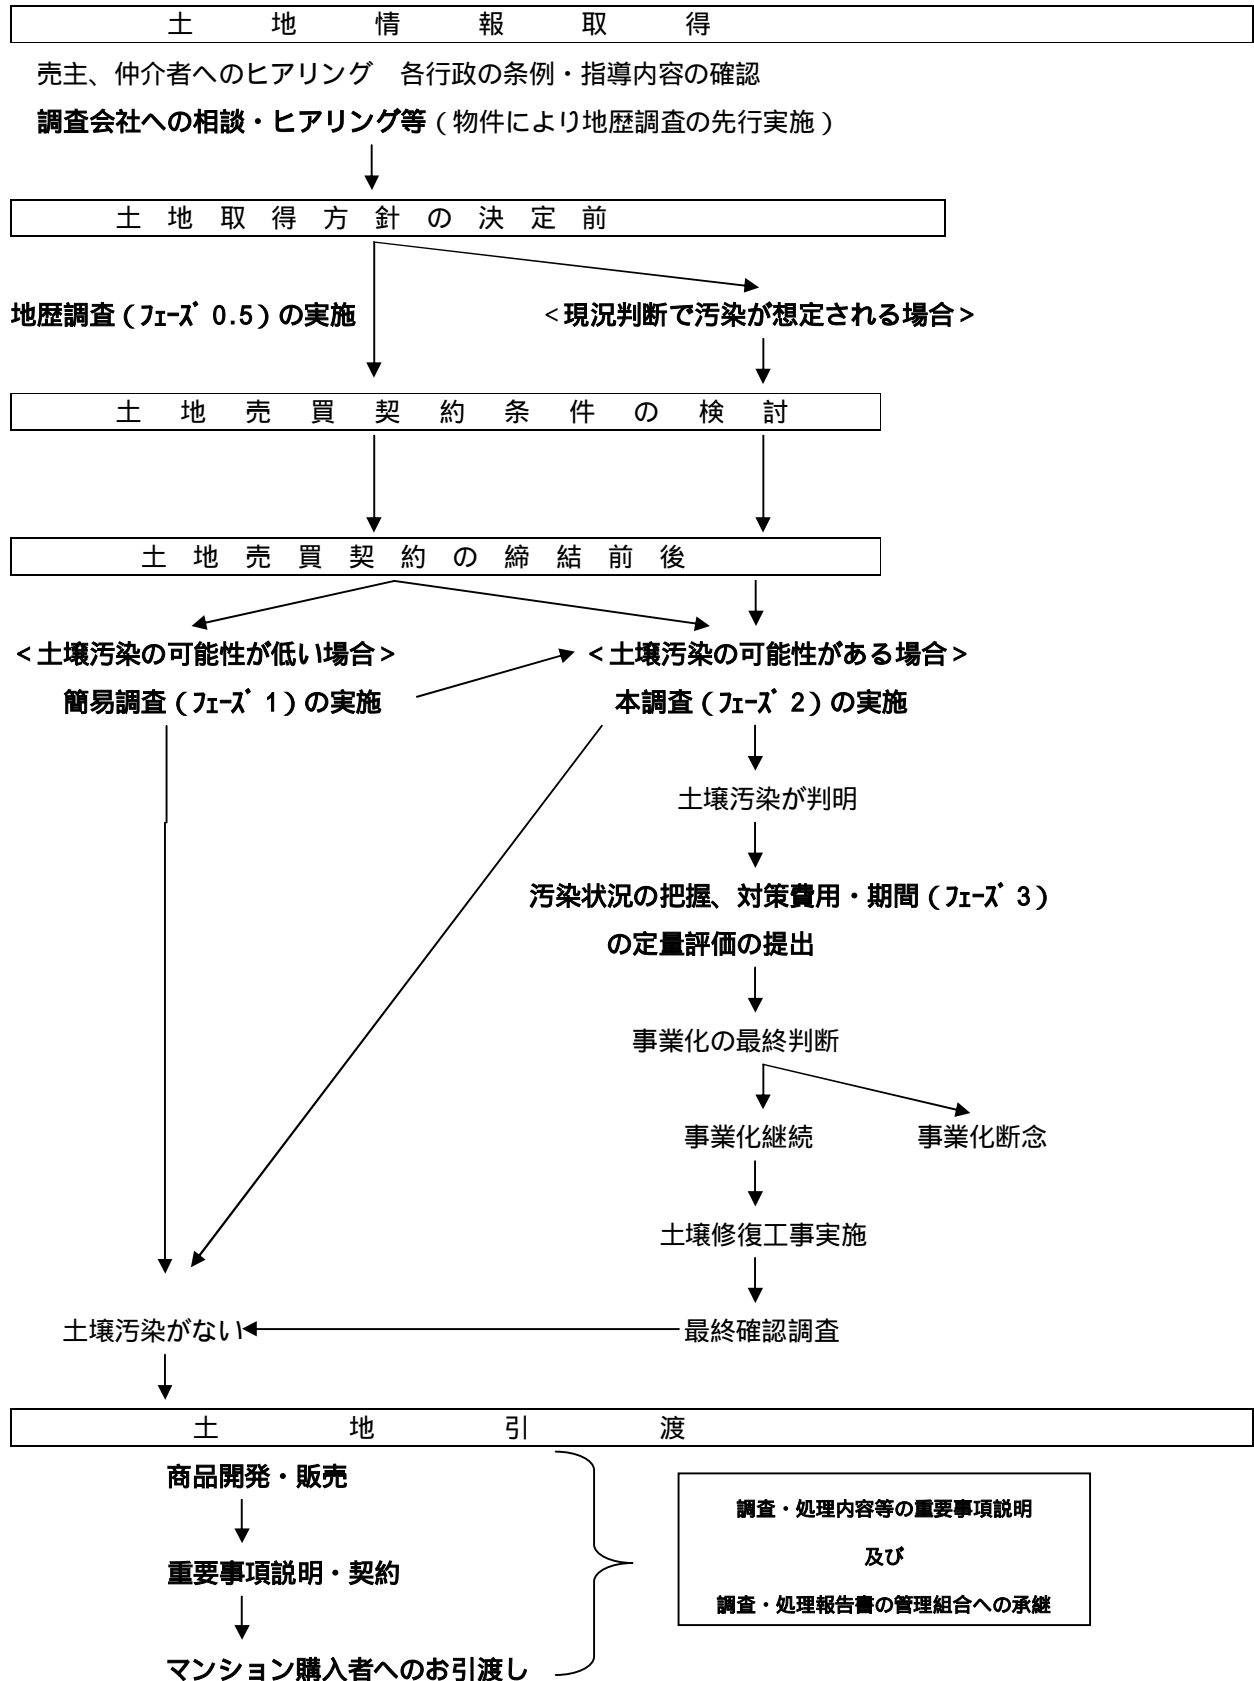 土地情報取得
売主、仲介者へのヒアリング　各行政の条例・指導内容の確認
調査会社への相談・ヒアリング等（物件により地歴調査の先行実施）
土地取得方針の決定前
地歴調査（ﾌｪｰｽﾞ 0.5）の実施　＜現況判断で汚染が想定される場合＞
土地売買契約条件の検討
土地売買契約の締結前後
＜土壌汚染の可能性が低い場合＞　＜土壌汚染の可能性がある場合＞
簡易調査（ﾌｪｰｽﾞ 1）の実施　本調査（ﾌｪｰｽﾞ 2）の実施
土壌汚染が判明
汚染状況の把握、対策費用・期間（ﾌｪｰｽﾞ 3）
の定量評価の提出
事業化の最終判断
事業化継続　事業化断念
土壌修復工事実施
土壌汚染がない　最終確認調査
土地引渡
商品開発・販売
重要事項説明・契約
マンション購入者へのお引渡し
調査・処理内容等の重要事項説明
及び
調査・処理報告書の管理組合への承継